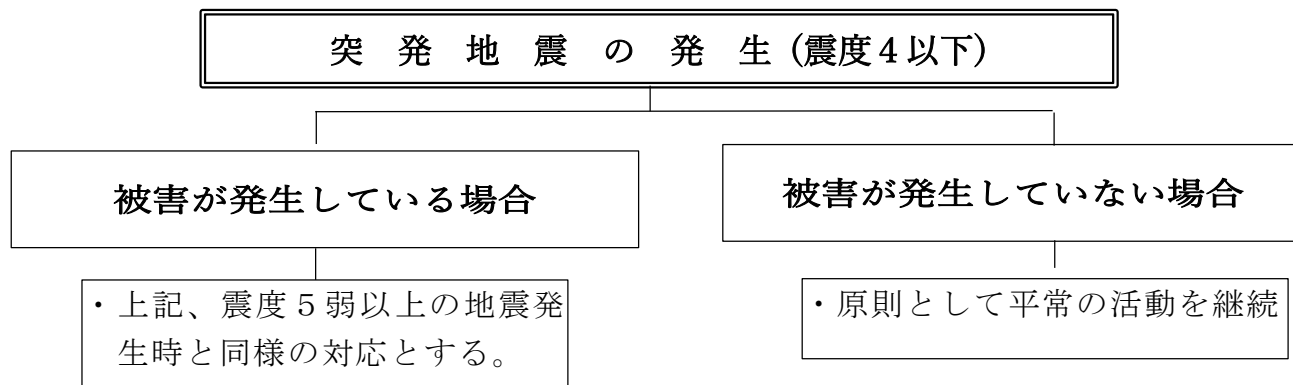 突 発 地 震 の 発 生 (震度４以下)
被害が発生している場合
被害が発生していない場合
・上記、震度５弱以上の地震発
生時と同様の対応とする。
・原則として平常の活動を継続